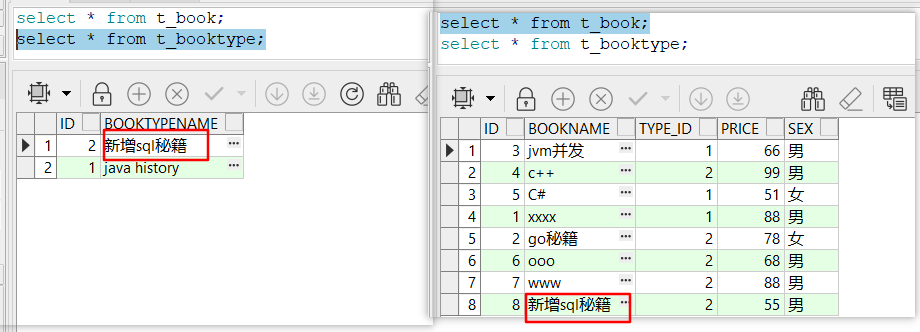 select * from t_book;
select * from t_booktype;
ID BOOKTYPENAME
1 2 新增sql秘籍 ...
2 1 java history ...
select * from t_book;
select * from t_booktype;
ID BOOKNAME TYPE_ID PRICE SEX
1 3 jvm并发 ... 1 66 男
2 4 c++ ... 2 99 男
3 5 C# ... 1 51 女
4 1 xxxx ... 1 88 男
5 2 go秘籍 ... 2 78 女
6 6 ooo ... 2 68 男
7 7 www ... 2 88 男
8 8 新增sql秘籍 ... 2 55 男